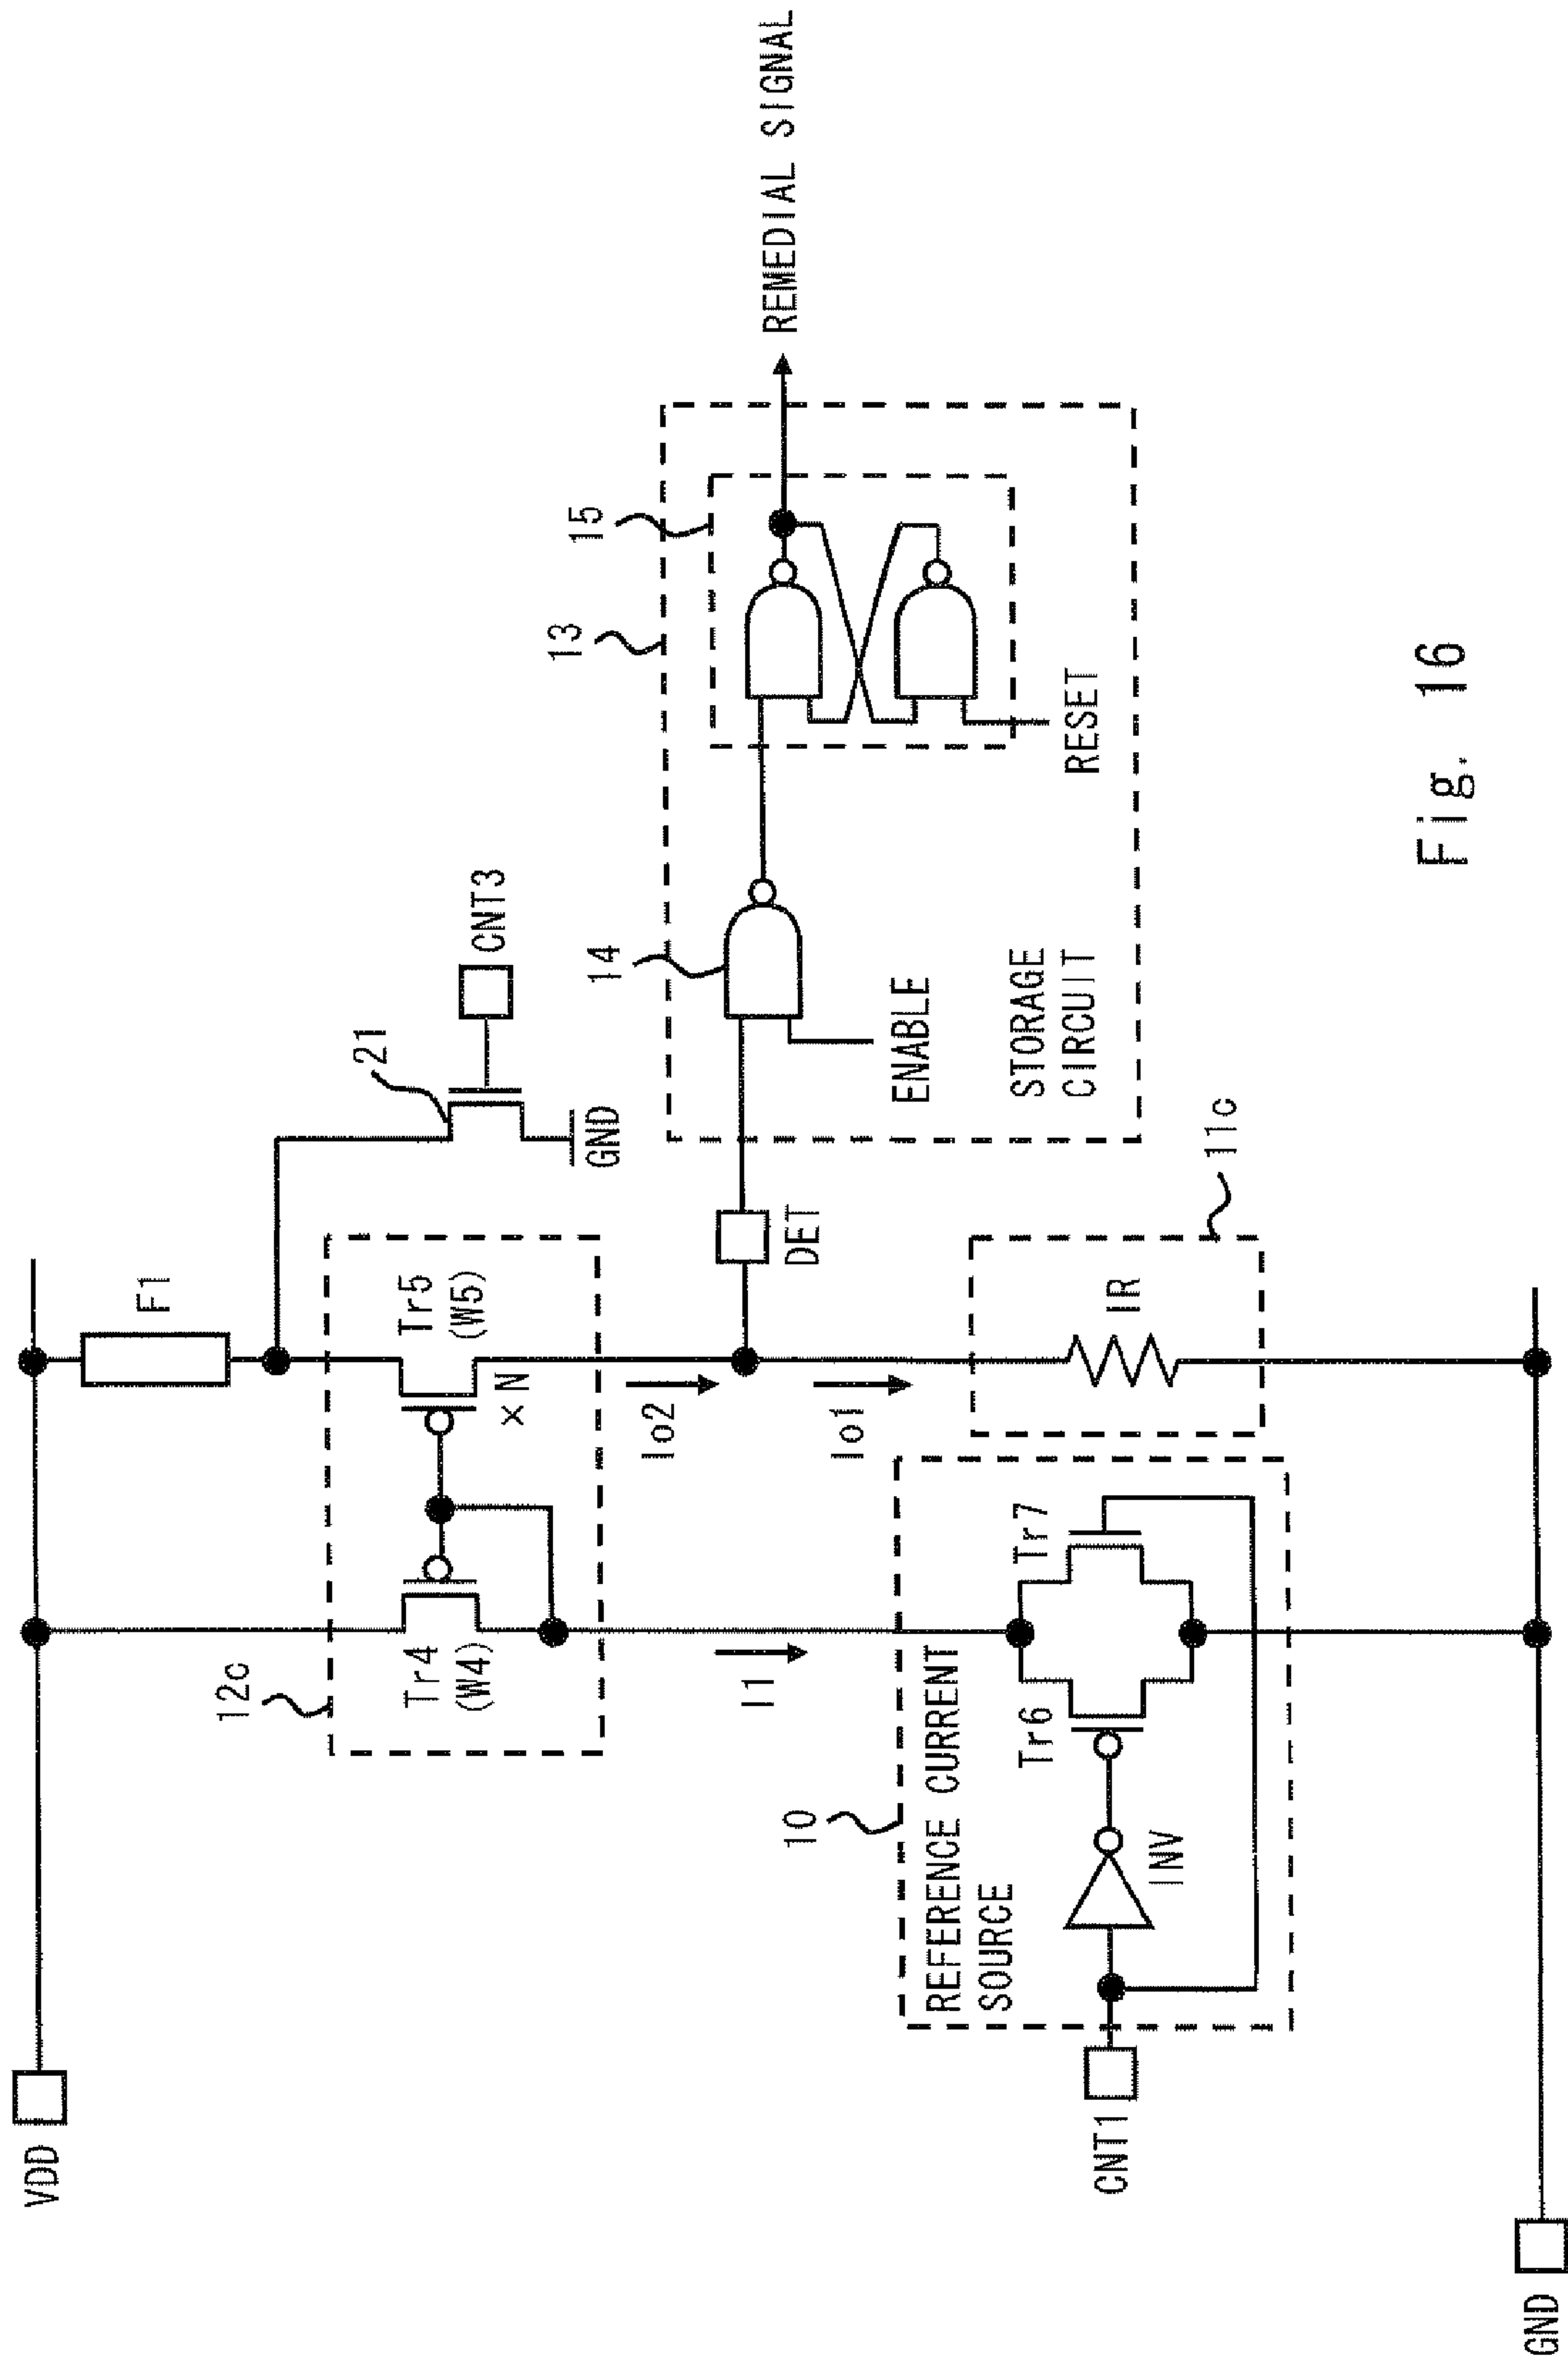 VDD
F1
21
CNT3
12c
Tr4
(W4)
Tr5
(W5)
×N
GND
15
13
14
I1
Io2
DET
REMEDIAL SIGNAL
Io1
ENABLE
10
REFERENCE CURRENT
SOURCE
STORAGE
CIRCUIT
RESET
Tr6
Tr7
IR
11c
CNT1
INV
GND
Fig. 16